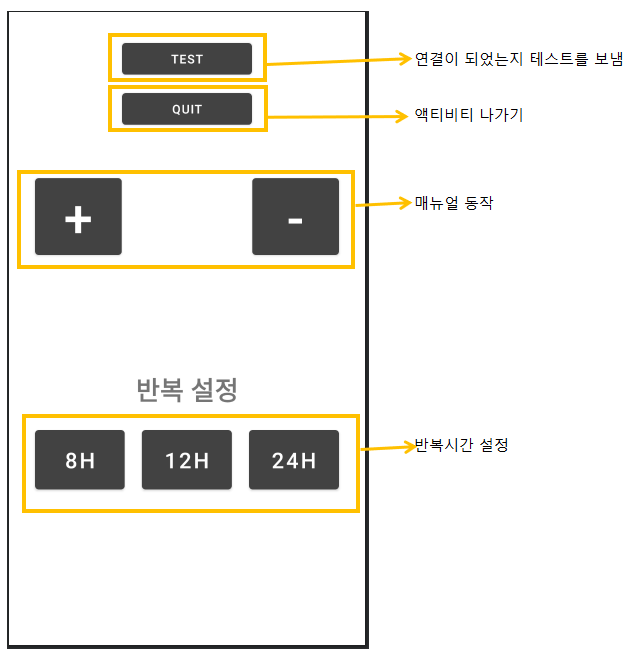 TEST
연결이 되었는지 테스트를 보냄
QUIT
액티비티 나가기
+ -
매뉴얼 동작
반복 설정
8H 12H 24H
반복시간 설정